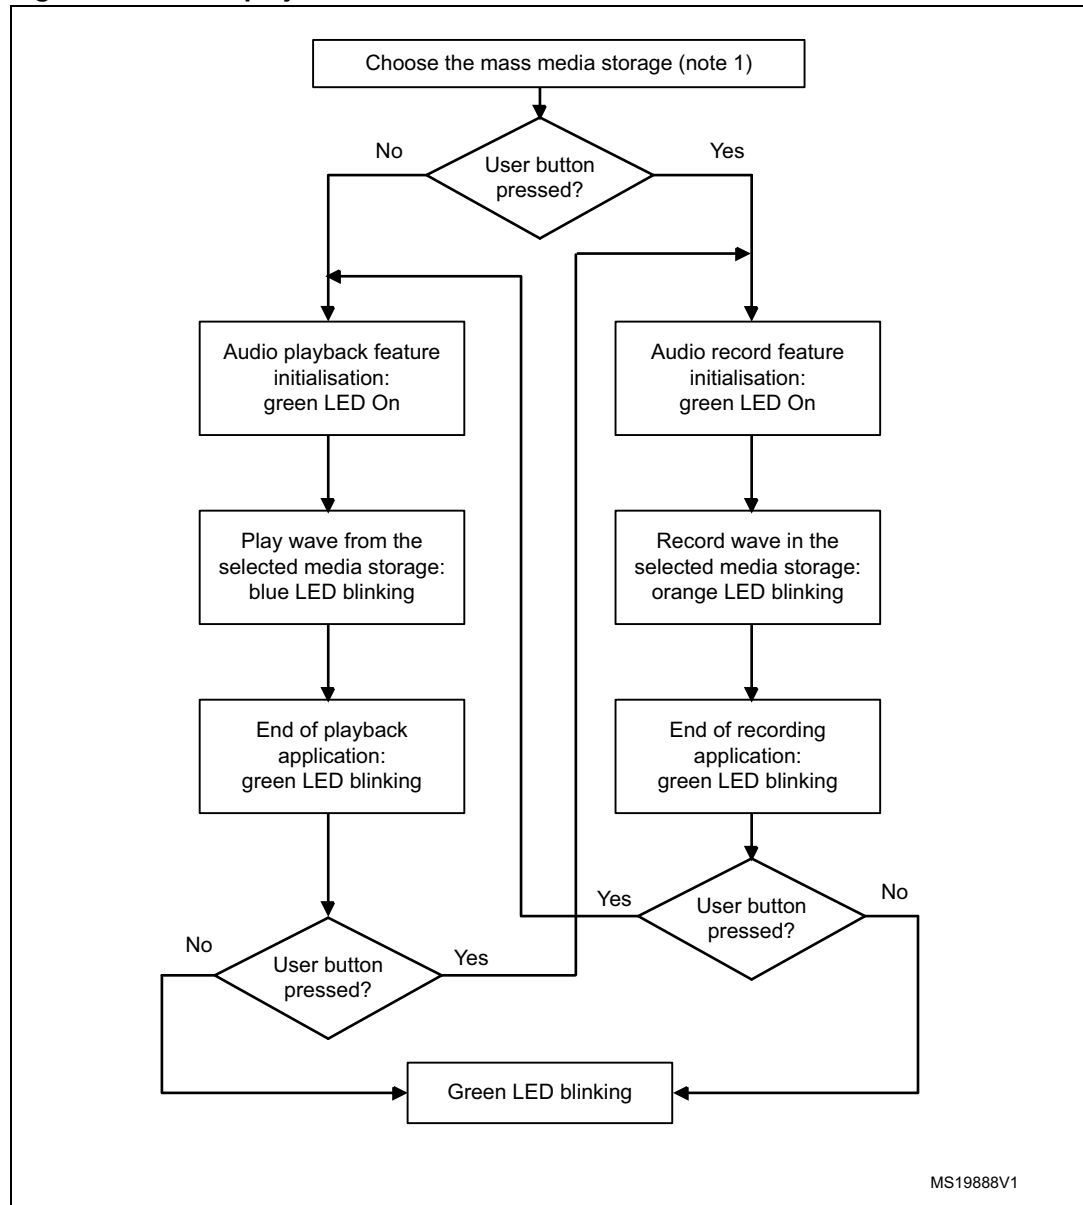 Choose the mass media storage (note 1)
No
Yes
User button
pressed?
Audio playback feature
initialisation:
green LED On
Audio record feature
initialisation:
green LED On
Play wave from the
selected media storage:
blue LED blinking
Record wave in the
selected media storage:
orange LED blinking
End of playback
application:
green LED blinking
End of recording
application:
green LED blinking
Yes
User button
pressed?
No
No
User button
pressed?
Yes
Green LED blinking
MS19888V1